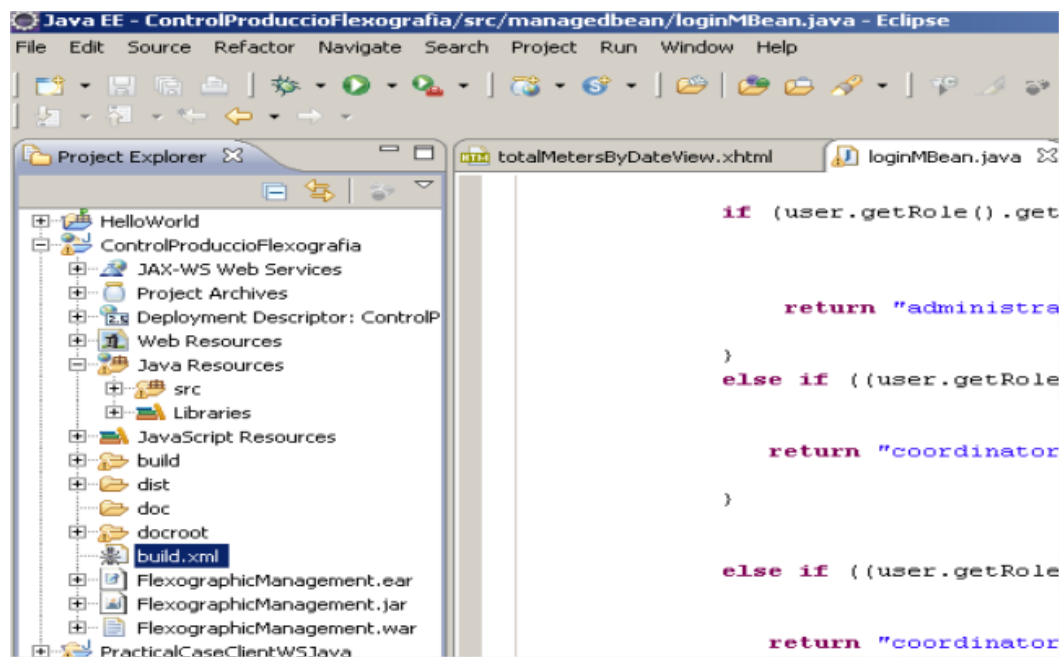 Java EE - ControlProduccioFlexografia/src/managedbean/loginMBean.java - Eclipse
File Edit Source Refactor Navigate Search Project Run Window Help
Project Explorer
HelloWorld
ControlProduccioFlexografia
JAX-WS Web Services
Project Archives
Deployment Descriptor: ControlP
Web Resources
Java Resources
src
Libraries
JavaScript Resources
build
dist
doc
docroot
build.xml
FlexographicManagement.ear
FlexographicManagement.jar
FlexographicManagement.war
PracticalCaseClientWSJava
totalMetersByDateView.xhtml loginMBean.java
if (user.getRole().get
return "administra
}
else if ((user.getRole
return "coordinator
}
else if ((user.getRole
return "coordinator